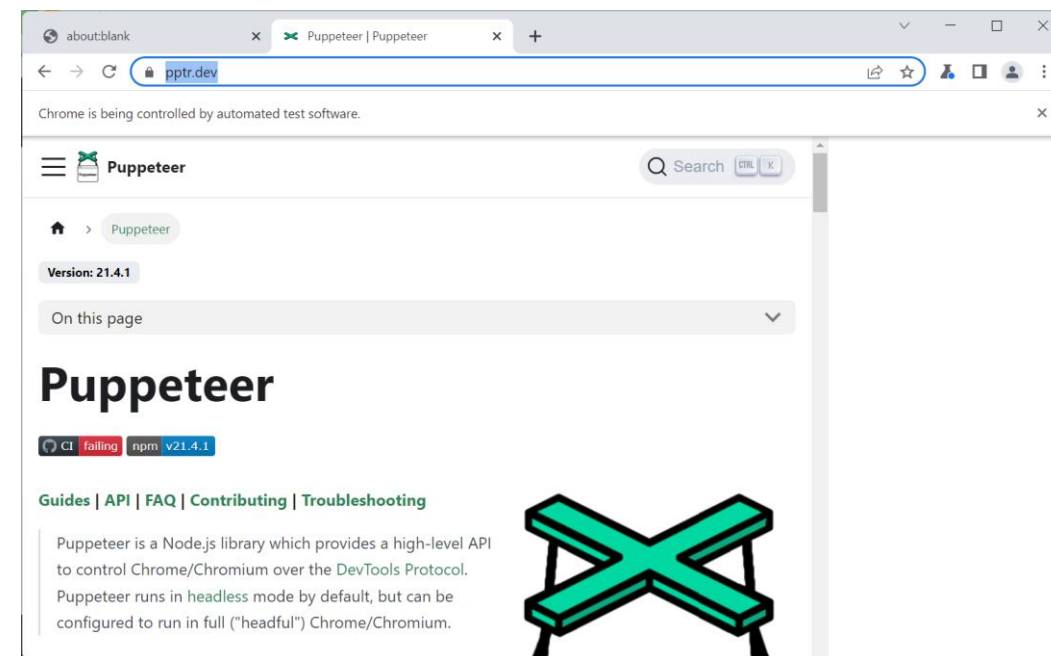 about:blank
Puppeteer | Puppeteer
pptr.dev
Chrome is being controlled by automated test software.
Puppeteer
Search CTRL K
Puppeteer
Version: 21.4.1
On this page
Puppeteer
CI failing npm v21.4.1
Guides | API | FAQ | Contributing | Troubleshooting
Puppeteer is a Node.js library which provides a high-level API
to control Chrome/Chromium over the DevTools Protocol.
Puppeteer runs in headless mode by default, but can be
configured to run in full ("headful") Chrome/Chromium.